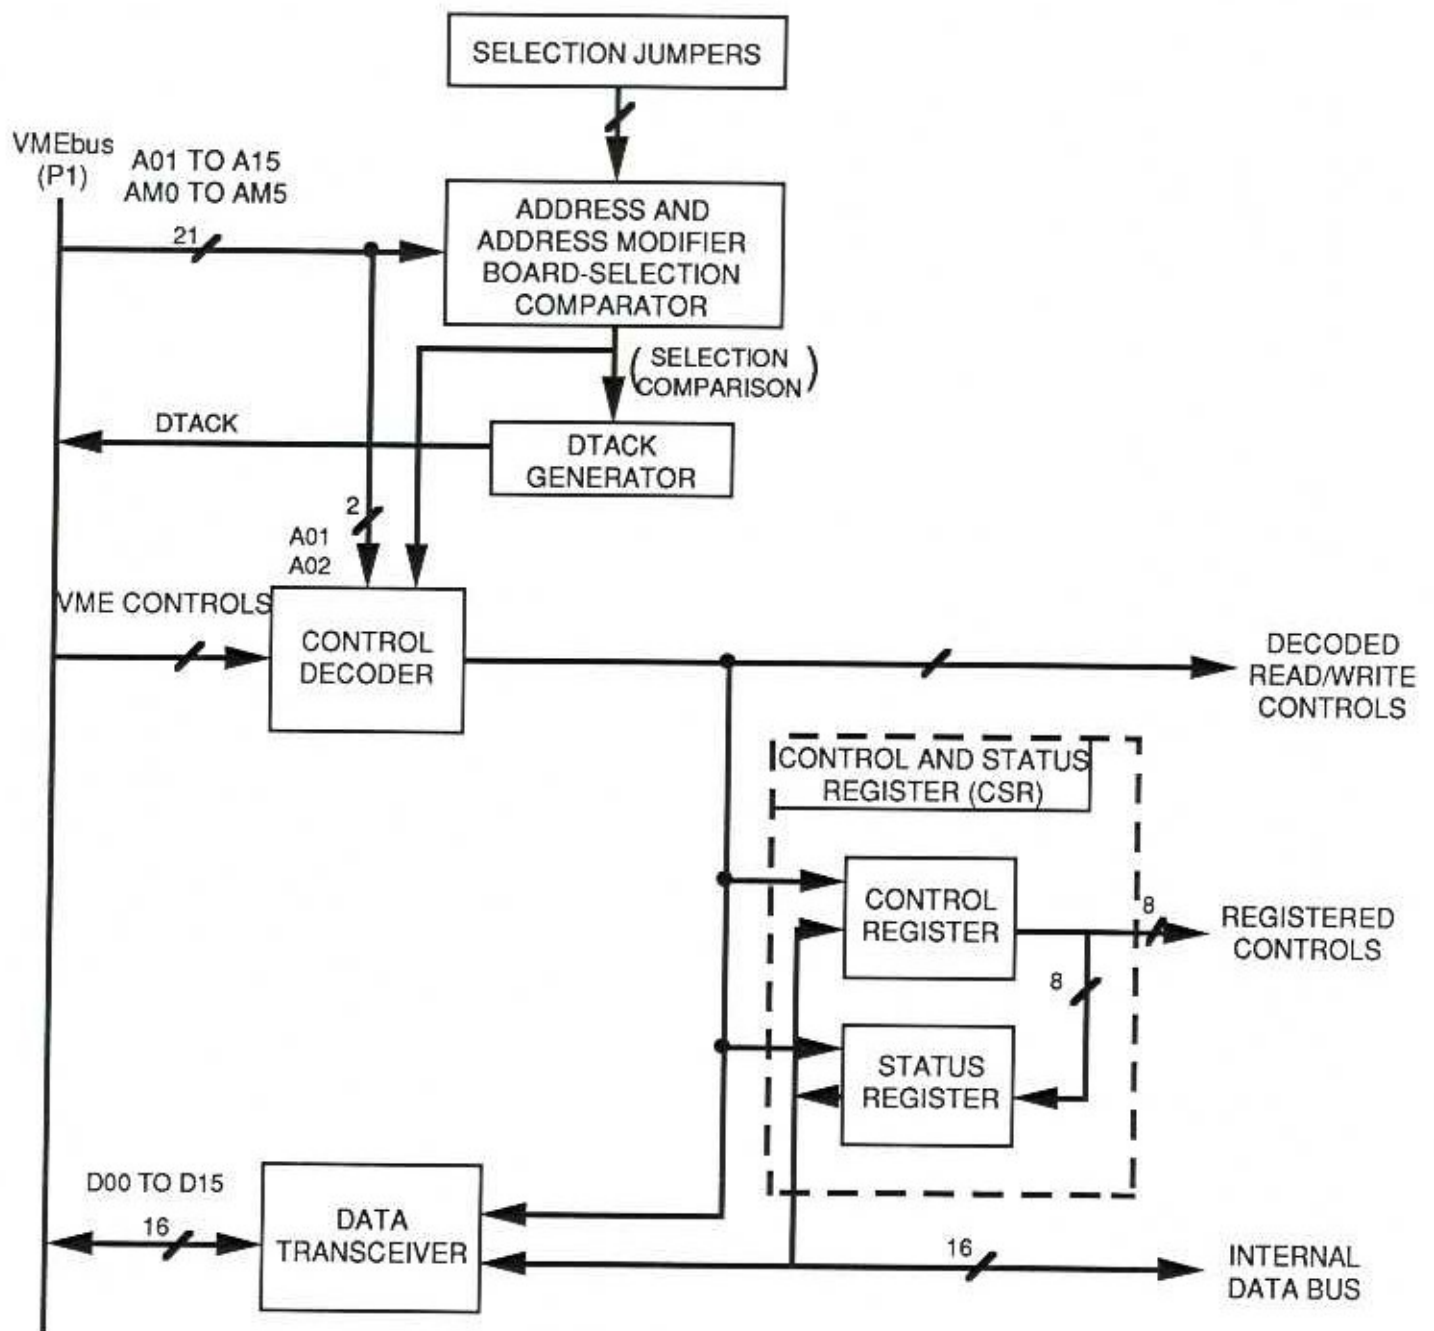 SELECTION JUMPERS
VMEbus
(P1)
A01 TO A15
AM0 TO AM5
21
ADDRESS AND
ADDRESS MODIFIER
BOARD-SELECTION
COMPARATOR
(SELECTION
COMPARISON)
DTACK
DTACK
GENERATOR
2
A01
A02
VME CONTROLS
CONTROL
DECODER
DECODED
READ/WRITE
CONTROLS
CONTROL AND STATUS
REGISTER (CSR)
CONTROL
REGISTER
8
REGISTERED
CONTROLS
8
STATUS
REGISTER
D00 TO D15
16
DATA
TRANSCEIVER
16
INTERNAL
DATA BUS